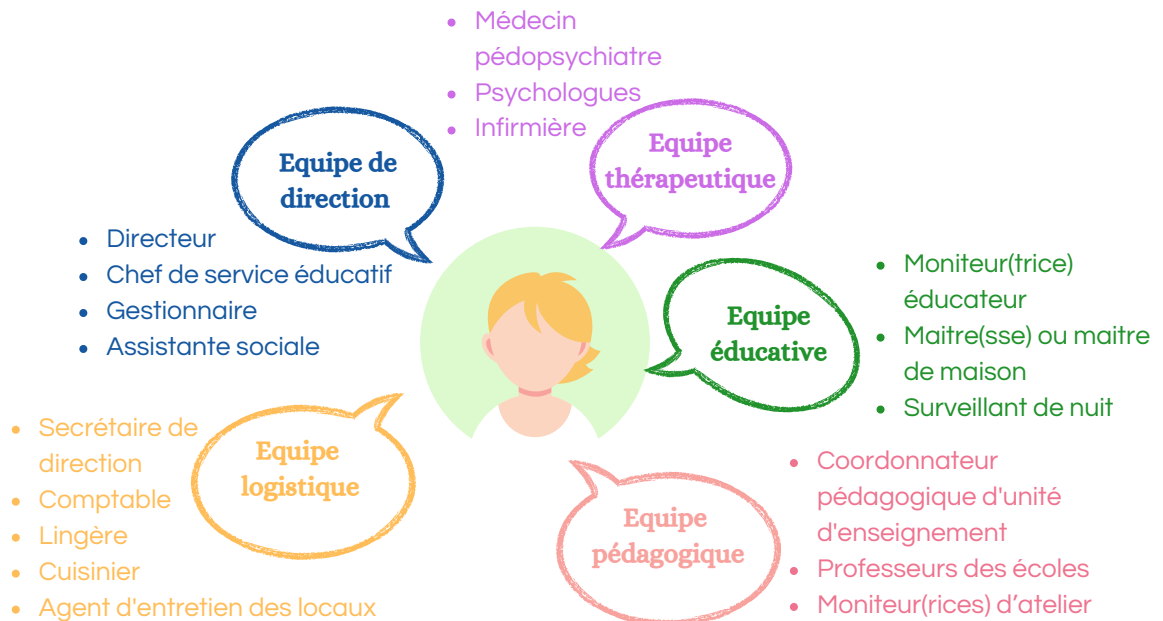 • Médecin
pédopsychiatre
• Psychologues
• Infirmière
Equipe
thérapeutique
Equipe de
direction
• Directeur
• Chef de service éducatif
• Gestionnaire
• Assistante sociale
Equipe
éducative
• Moniteur(trice)
éducateur
• Maitre(sse) ou maitre
de maison
• Surveillant de nuit
Equipe
logistique
• Secrétaire de
direction
• Comptable
• Lingère
• Cuisinier
• Agent d'entretien des locaux
Equipe
pédagogique
• Coordonnateur
pédagogique d'unité
d'enseignement
• Professeurs des écoles
• Moniteur(rices) d’atelier